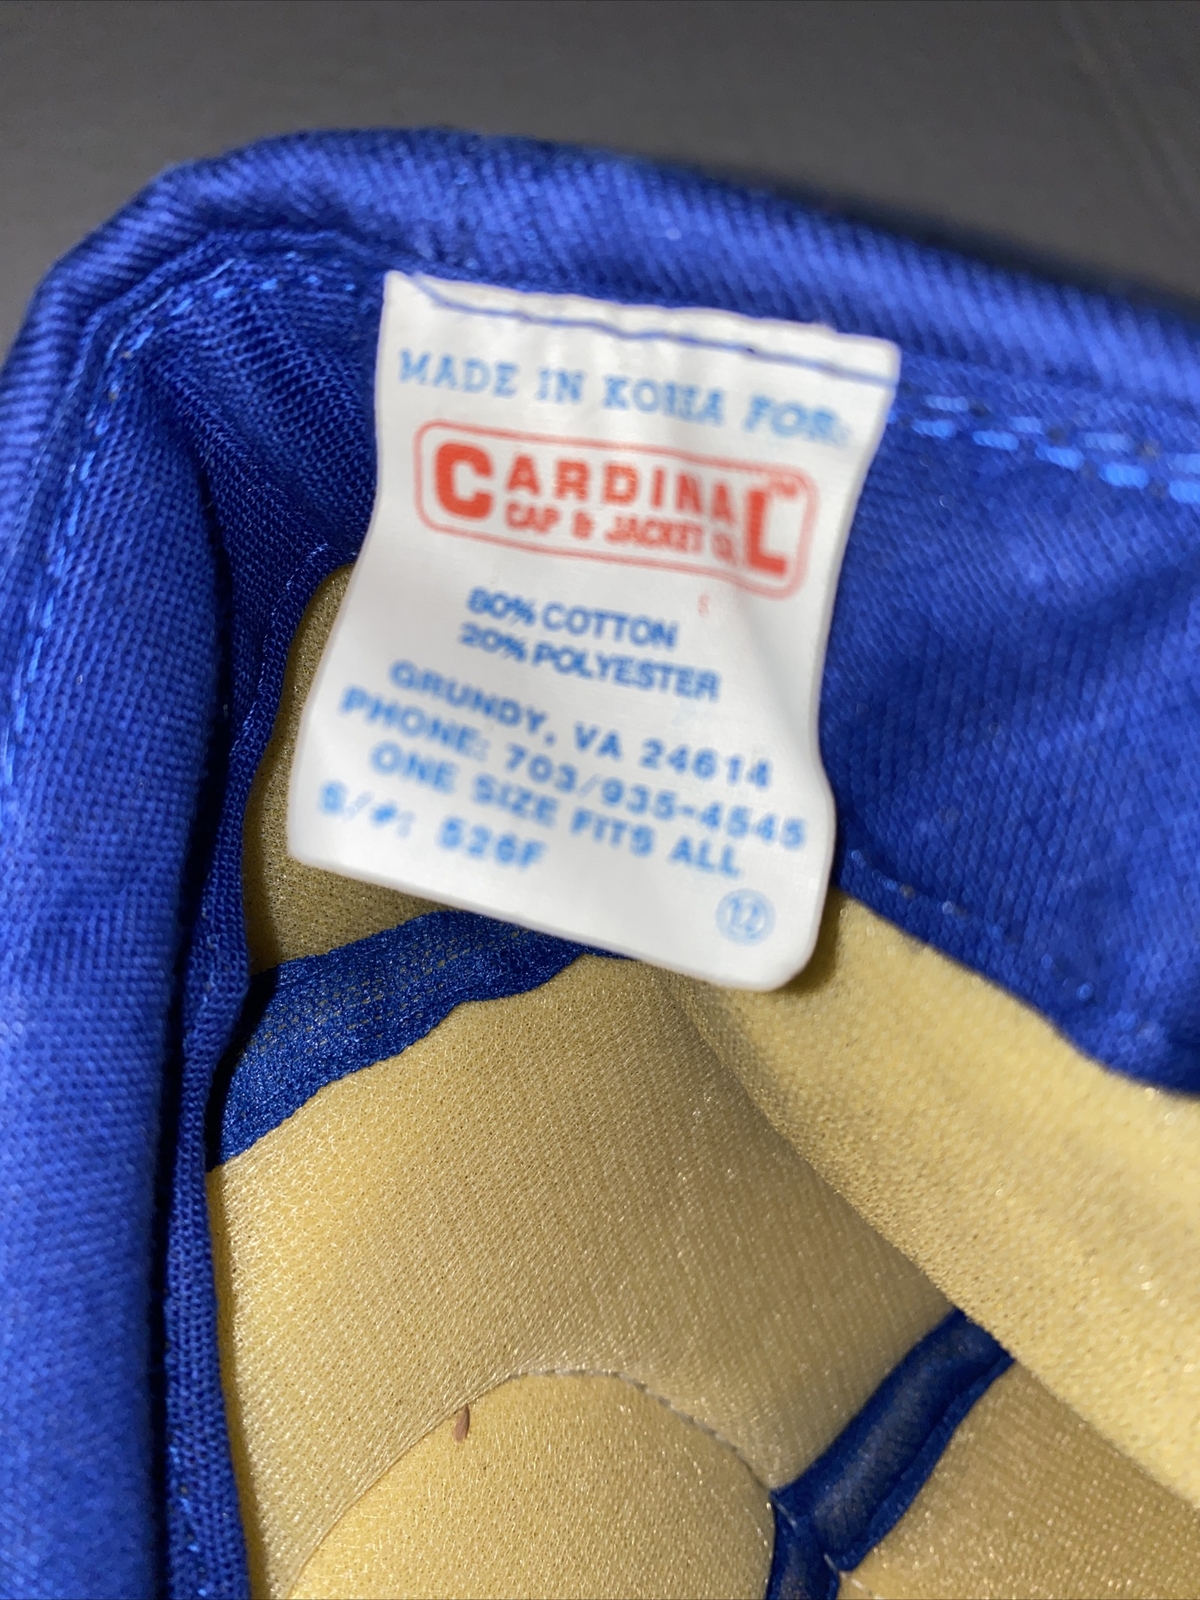 MADE IN KOREA FOR:
CARDINAL™
CAP & JACKET CO.
80% COTTON
20% POLYESTER
GRUNDY, VA 24614
PHONE: 703/935-4545
ONE SIZE FITS ALL
S/#: 526F
12